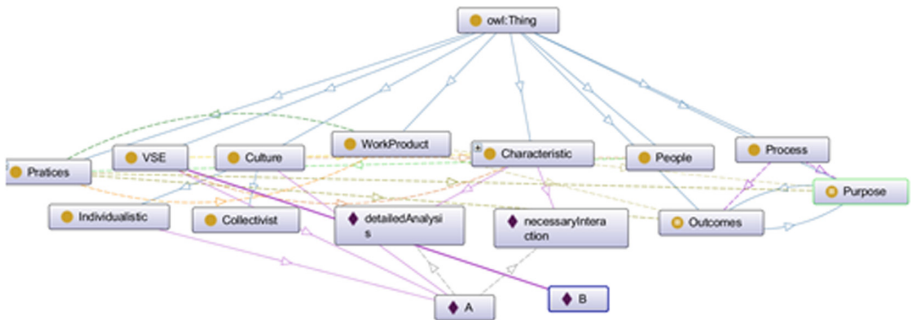 owl:Thing
WorkProduct
Process
VSE
Culture
Characteristic
People
Pratices
Purpose
Individualistic
Collectivist
detailedAnalysi
s
necessaryIntera
ction
Outcomes
A
B